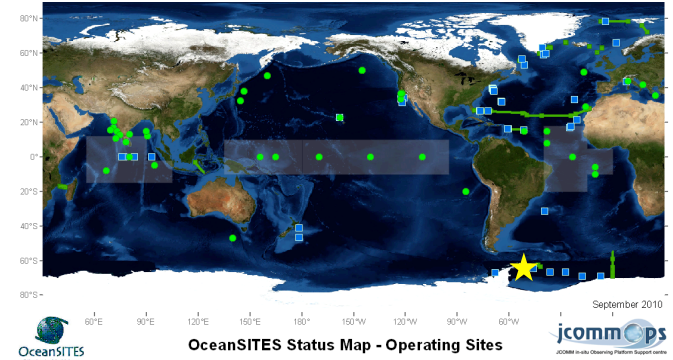 80°N
60°N
40°N
20°N
0°
20°S
40°S
60°S
80°S
September 2010
60°E 90°E 120°E 150°E 180° 150°W 120°W 90°W 60°W 30°W 0°
OceanSITES
OceanSITES Status Map - Operating Sites
jcommops
JCOMM in-situ Observing Platform Support centre